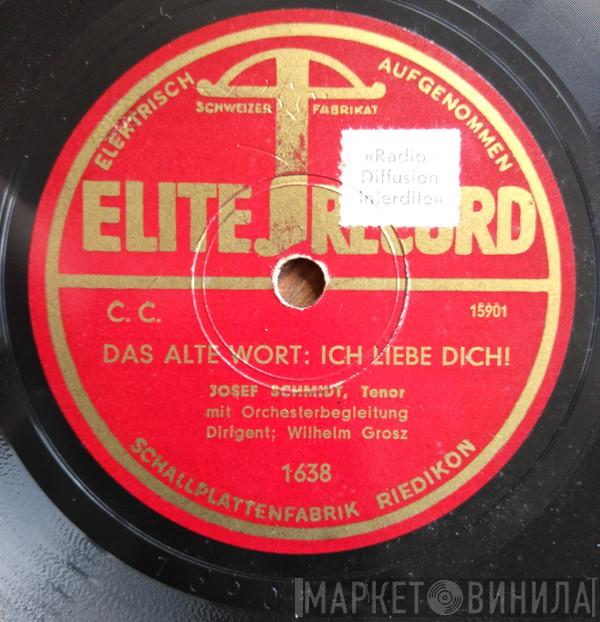 ELEKTRISCH AUFGENOMMEN
SCHWEIZER FABRIKAT
«Radio-
Diffusion
interdite»
ELITE RECORD
C. C. 15901
DAS ALTE WORT: ICH LIEBE DICH!
JOSEF SCHMIDT, Tenor
mit Orchesterbegleitung
Dirigent; Wilhelm Grosz
1638
SCHALLPLATTENFABRIK RIEDIKON
МАРКЕТ ВИНИЛА